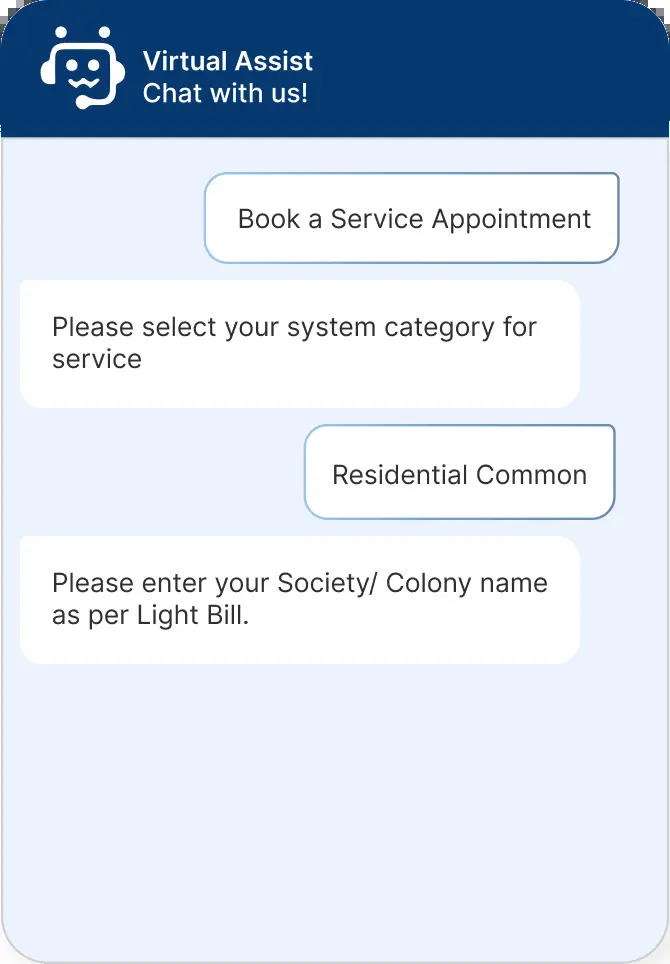 Virtual Assist
Chat with us!
Book a Service Appointment
Please select your system category for
service
Residential Common
Please enter your Society/ Colony name
as per Light Bill.